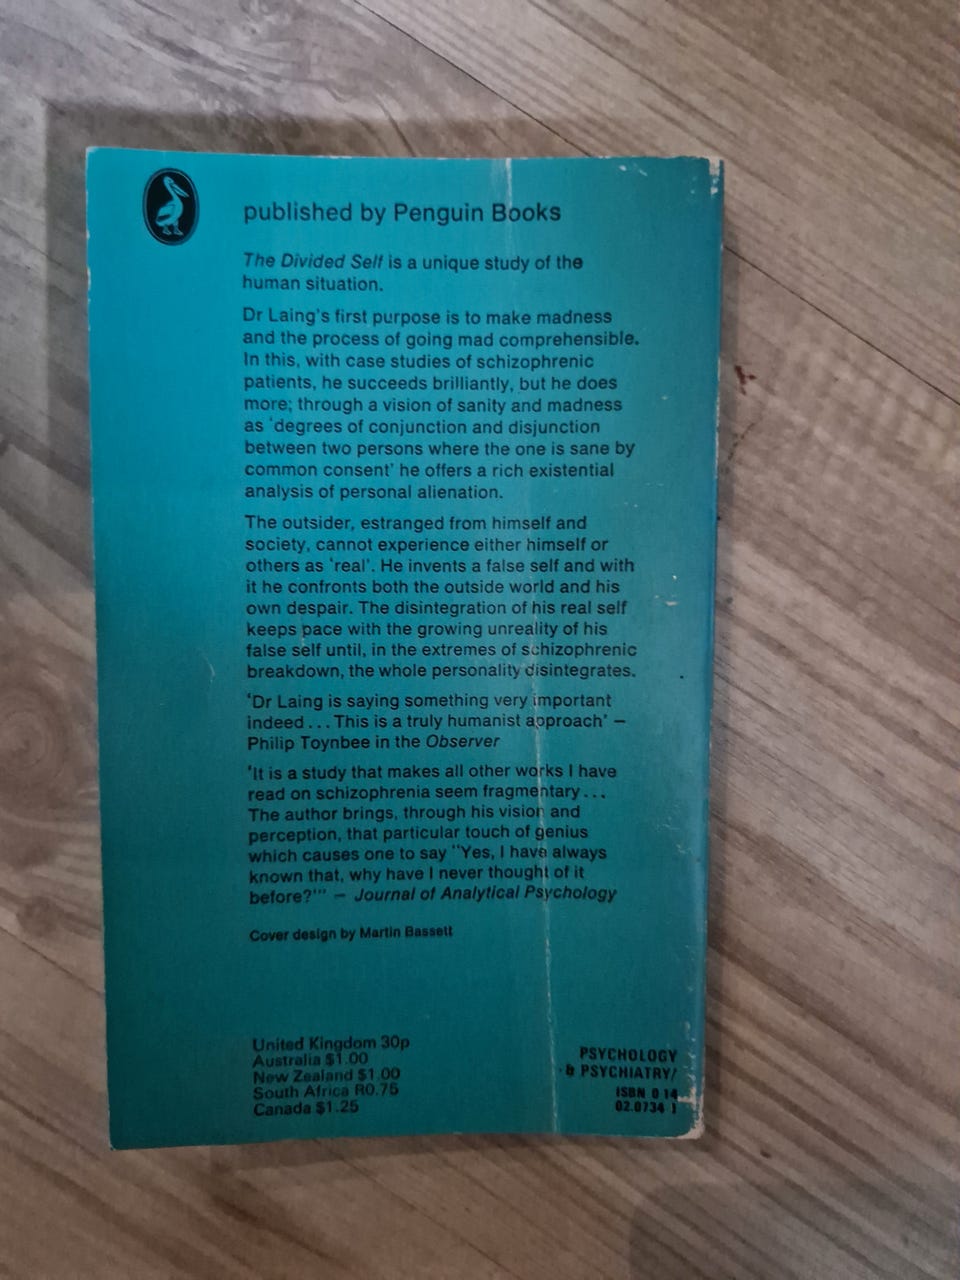 published by Penguin Books
The Divided Self is a unique study of the
human situation.
Dr Laing's first purpose is to make madness
and the process of going mad comprehensible.
In this, with case studies of schizophrenic
patients, he succeeds brilliantly, but he does
more; through a vision of sanity and madness
as 'degrees of conjunction and disjunction
between two persons where the one is sane by
common consent' he offers a rich existential
analysis of personal alienation.
The outsider, estranged from himself and
society, cannot experience either himself or
others as 'real'. He invents a false self and with
it he confronts both the outside world and his
own despair. The disintegration of his real self
keeps pace with the growing unreality of his
false self until, in the extremes of schizophrenic
breakdown, the whole personality disintegrates.
'Dr Laing is saying something very important
indeed ... This is a truly humanist approach' –
Philip Toynbee in the Observer
'It is a study that makes all other works I have
read on schizophrenia seem fragmentary ...
The author brings, through his vision and
perception, that particular touch of genius
which causes one to say "Yes, I have always
known that, why have I never thought of it
before?"' – Journal of Analytical Psychology
Cover design by Martin Bassett
United Kingdom 30p
Australia $1.00
New Zealand $1.00
South Africa R0.75
Canada $1.25
PSYCHOLOGY
& PSYCHIATRY/
ISBN 0 14
02.0734 1